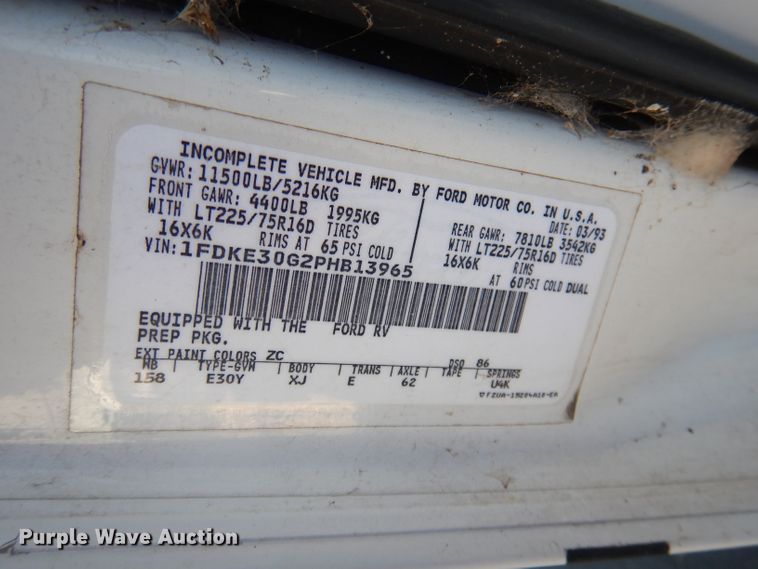 INCOMPLETE VEHICLE MFD. BY FORD MOTOR CO. IN U.S.A.
GVWR: 11500LB/5216KG
DATE: 03/93
FRONT GAWR: 4400LB 1995KG
WITH LT225/75R16D TIRES
16X6K RIMS AT 65 PSI COLD
REAR GAWR: 7810LB 3542KG
WITH LT225/75R16D TIRES
16X6K RIMS
AT 60 PSI COLD DUAL
VIN: 1FDKE30G2PHB13965
EQUIPPED WITH THE FORD RV
PREP PKG.
EXT PAINT COLORS ZC DSO 86
WB TYPE-GVW BODY TRANS AXLE TAPE SPRINGS
158 E30Y XJ E 62 U4K
Purple Wave Auction